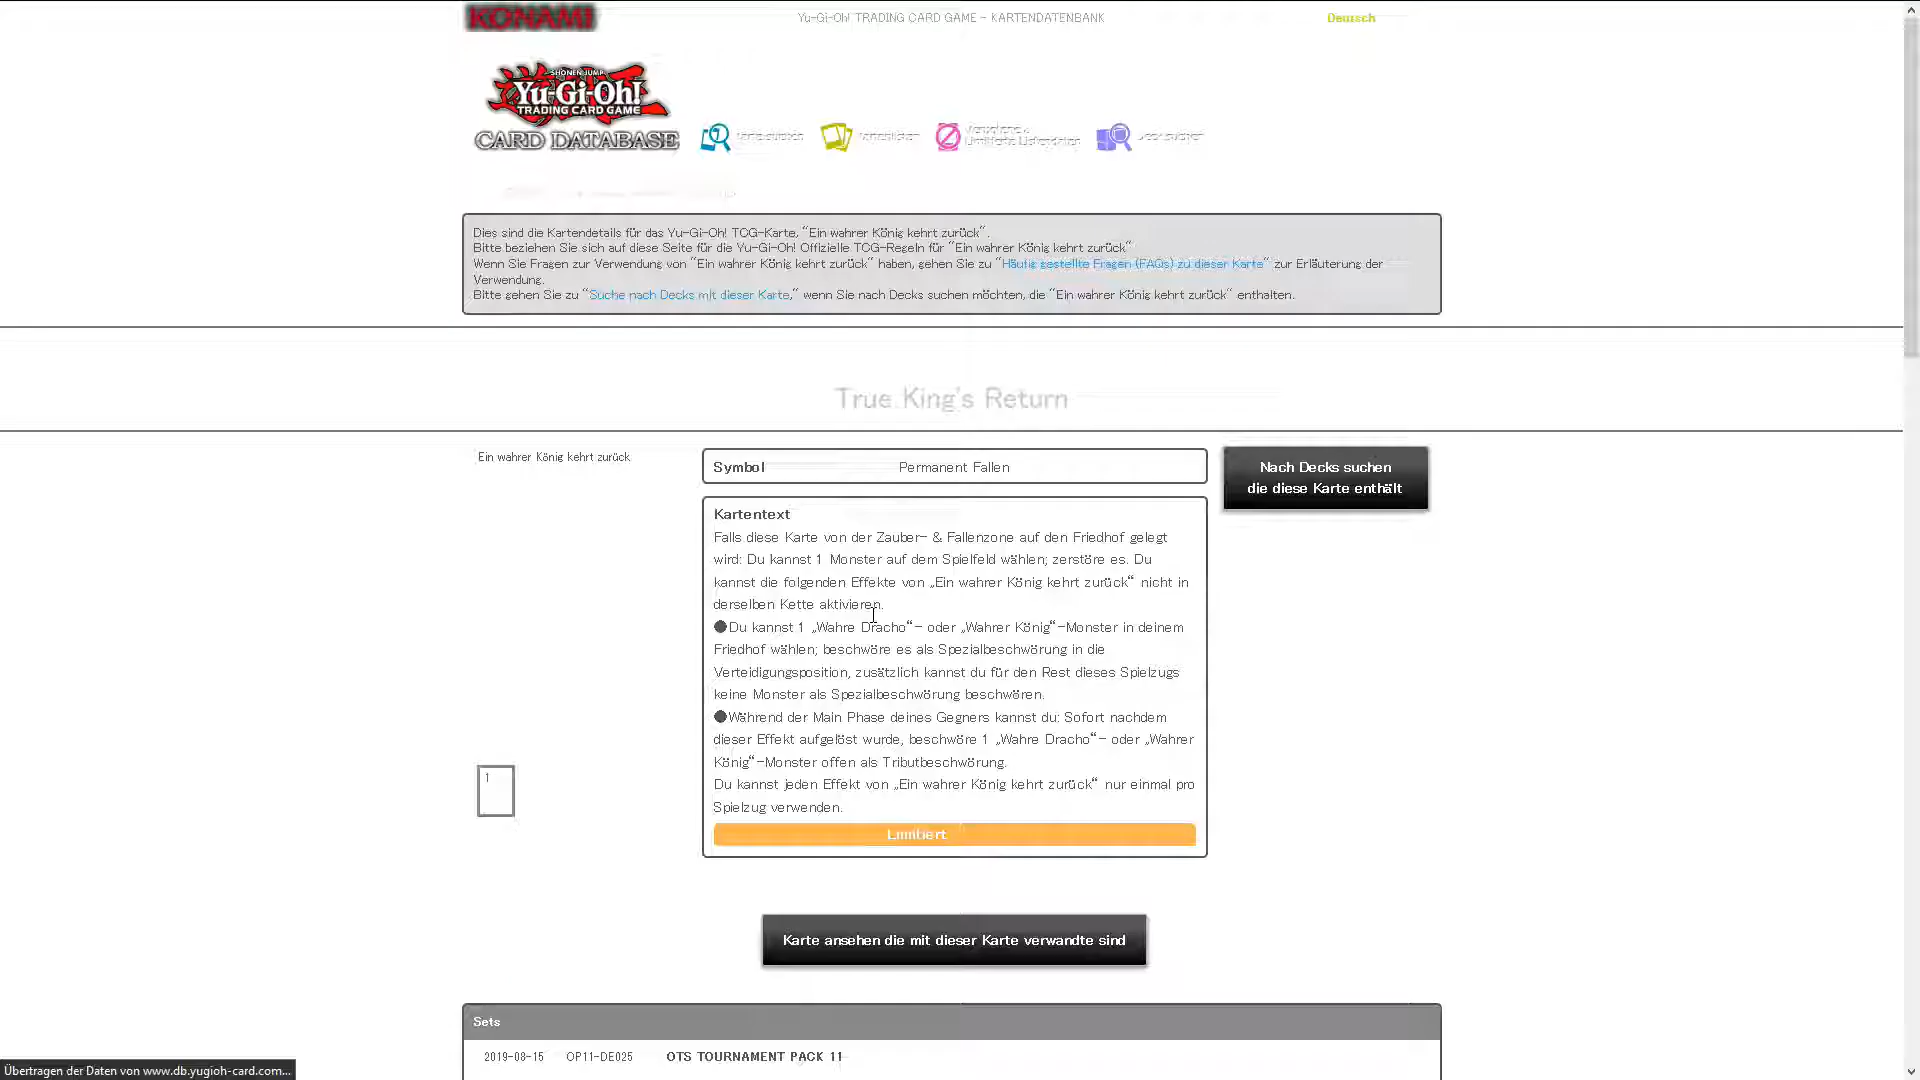 KONAMI
Yu-Gi-Oh! TRADING CARD GAME - KARTENDATENBANK
Deutsch
SHONEN JUMP
Yu-Gi-Oh!
TRADING CARD GAME
CARD DATABASE
Dies sind die Kartendetails für das Yu-Gi-Oh! TCG-Karte, "Ein wahrer König kehrt zurück".
Bitte beziehen Sie sich auf diese Seite für die Yu-Gi-Oh! Offizielle TCG-Regeln für "Ein wahrer König kehrt zurück"
Wenn Sie Fragen zur Verwendung von "Ein wahrer König kehrt zurück" haben, gehen Sie zu "Häufig gestellte Fragen (FAQs) zu dieser Karte" zur Erläuterung der
Verwendung.
Bitte gehen Sie zu "Suche nach Decks mit dieser Karte," wenn Sie nach Decks suchen möchten, die "Ein wahrer König kehrt zurück" enthalten.
True King's Return
Ein wahrer König kehrt zurück
Symbol Permanent Fallen
Nach Decks suchen
die diese Karte enthält
Kartentext
Falls diese Karte von der Zauber- & Fallenzone auf den Friedhof gelegt
wird: Du kannst 1 Monster auf dem Spielfeld wählen; zerstöre es. Du
kannst die folgenden Effekte von „Ein wahrer König kehrt zurück“ nicht in
derselben Kette aktivieren.
●Du kannst 1 „Wahre Dracho“- oder „Wahrer König“-Monster in deinem
Friedhof wählen; beschwöre es als Spezialbeschwörung in die
Verteidigungsposition, zusätzlich kannst du für den Rest dieses Spielzugs
keine Monster als Spezialbeschwörung beschwören.
●Während der Main Phase deines Gegners kannst du: Sofort nachdem
dieser Effekt aufgelöst wurde, beschwöre 1 „Wahre Dracho“- oder „Wahrer
König“-Monster offen als Tributbeschwörung.
Du kannst jeden Effekt von „Ein wahrer König kehrt zurück“ nur einmal pro
Spielzug verwenden.
Limitiert
1
Karte ansehen die mit dieser Karte verwandte sind
Sets
2019-08-15 OP11-DE025 OTS TOURNAMENT PACK 11
Übertragen der Daten von www.db.yugioh-card.com...